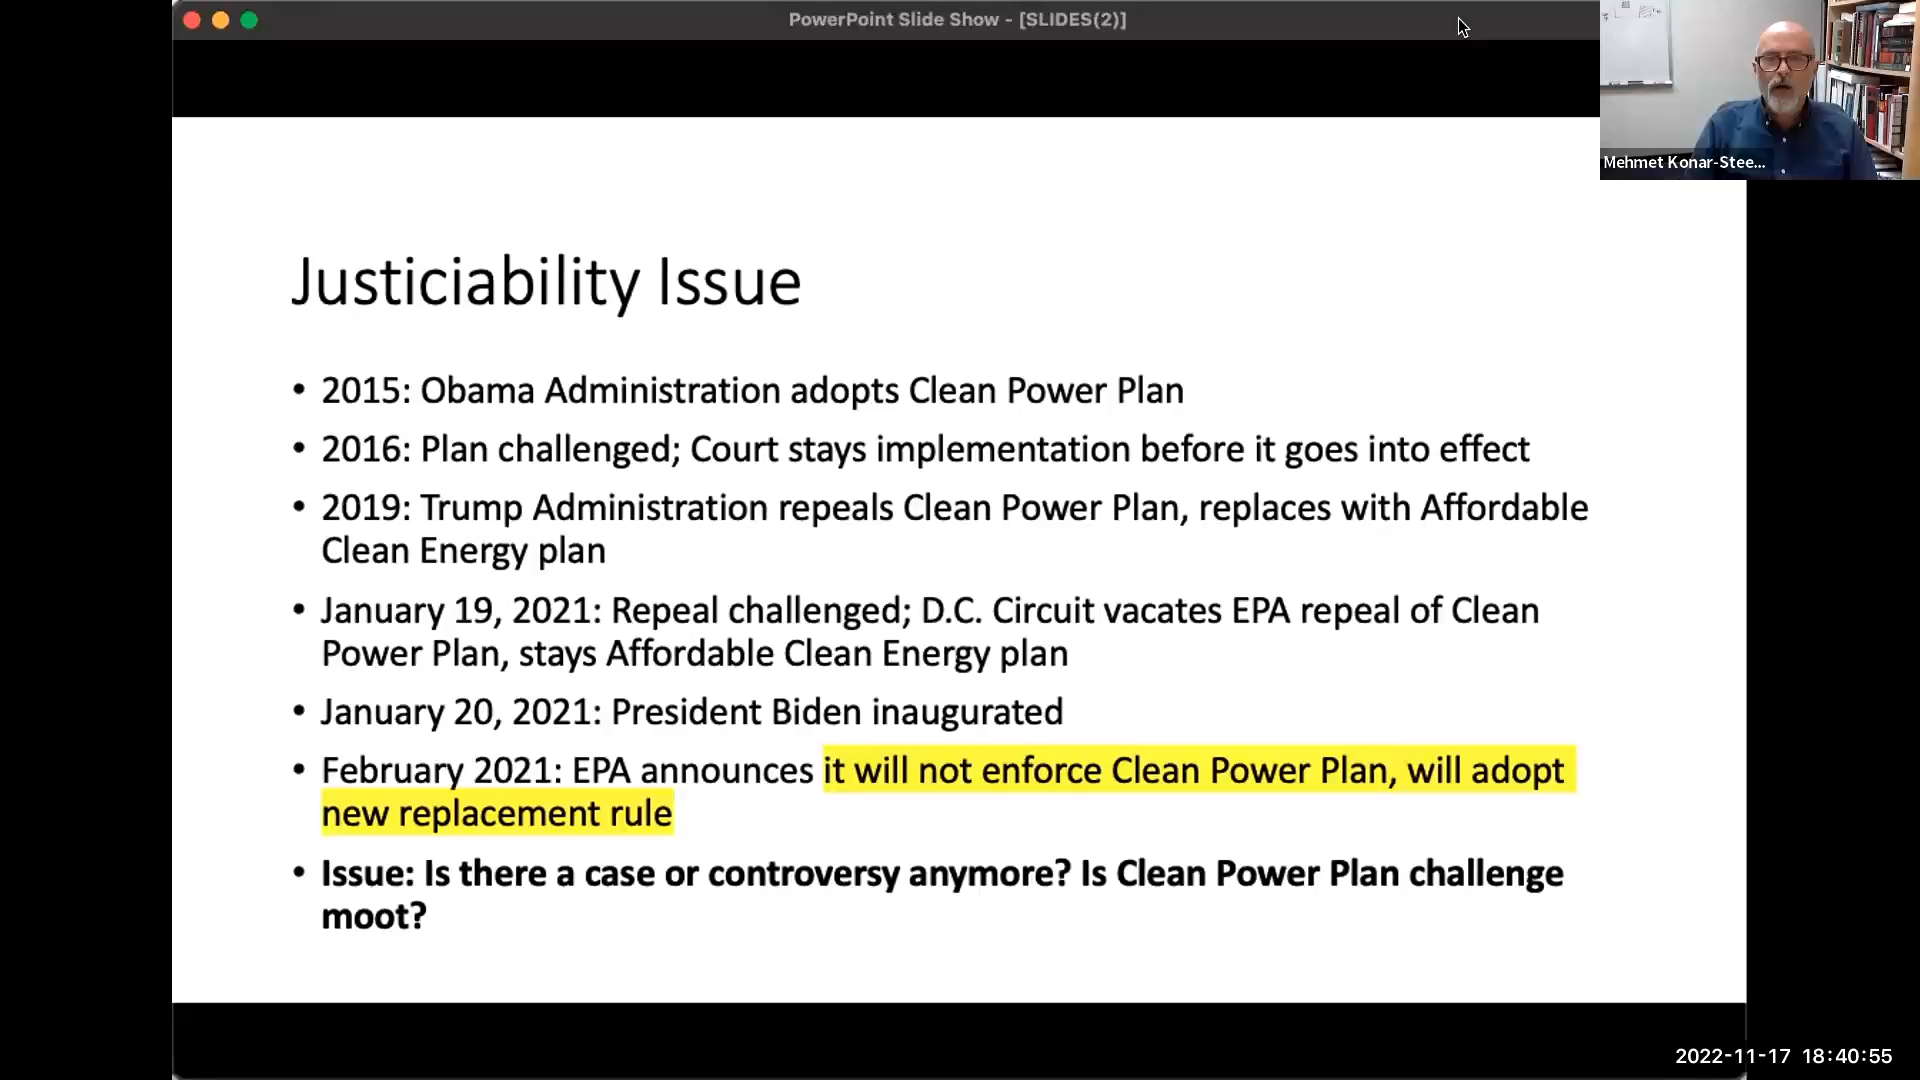 PowerPoint Slide Show - [SLIDES(2)]
Mehmet Konar-Stee...
Justiciability Issue
• 2015: Obama Administration adopts Clean Power Plan
• 2016: Plan challenged; Court stays implementation before it goes into effect
• 2019: Trump Administration repeals Clean Power Plan, replaces with Affordable
Clean Energy plan
• January 19, 2021: Repeal challenged; D.C. Circuit vacates EPA repeal of Clean
Power Plan, stays Affordable Clean Energy plan
• January 20, 2021: President Biden inaugurated
• February 2021: EPA announces it will not enforce Clean Power Plan, will adopt
new replacement rule
• Issue: Is there a case or controversy anymore? Is Clean Power Plan challenge
moot?
2022-11-17 18:40:55